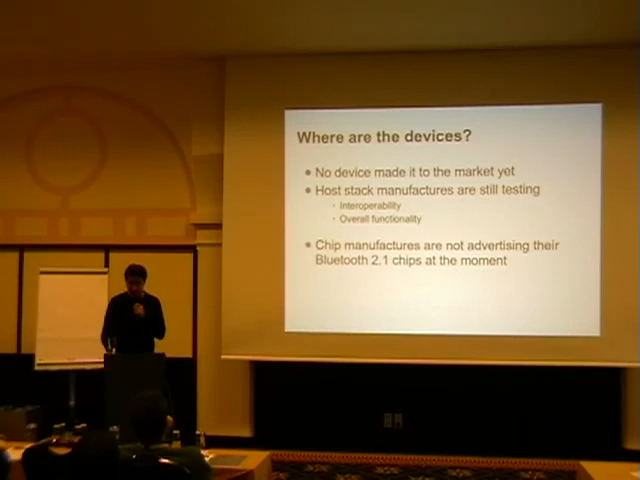 Where are the devices?
● No device made it to the market yet
● Host stack manufactures are still testing
· Interoperability
· Overall functionality
● Chip manufactures are not advertising their
Bluetooth 2.1 chips at the moment